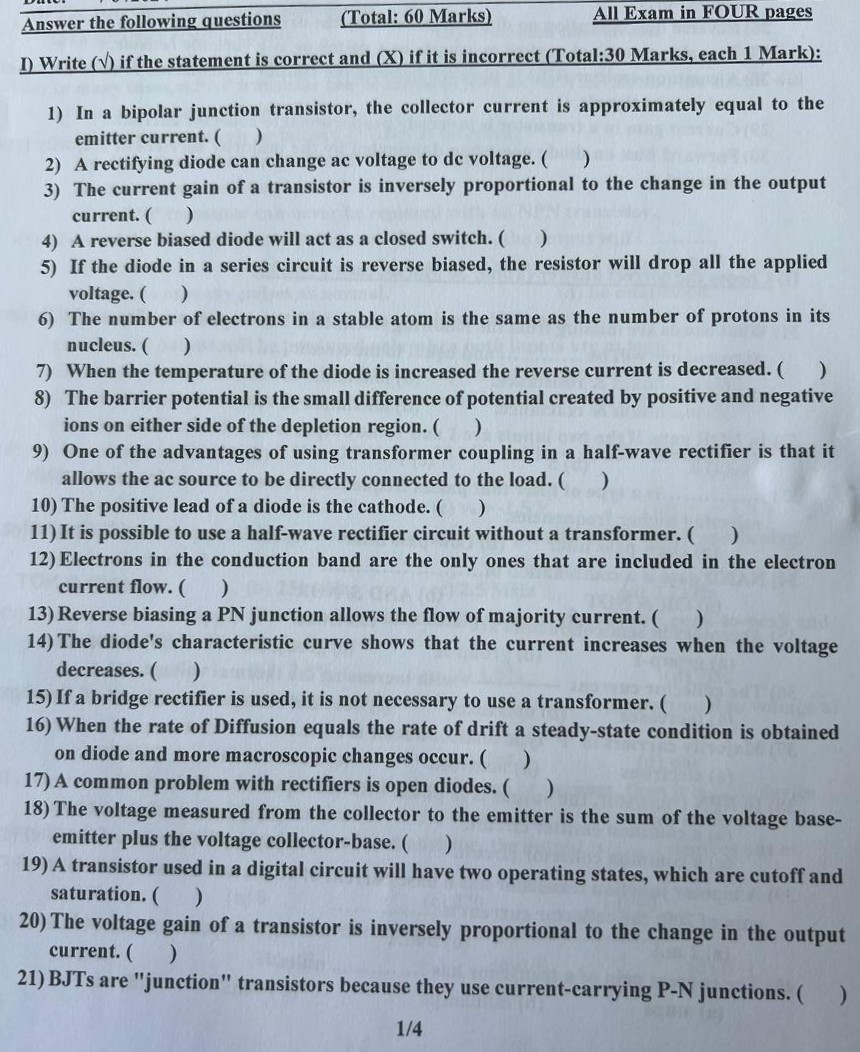 Answer the following questions (Total: 60 Marks) All Exam in FOUR pages
I) Write (√) if the statement is correct and (X) if it is incorrect (Total:30 Marks, each 1 Mark):
1) In a bipolar junction transistor, the collector current is approximately equal to the
emitter current. ( )
2) A rectifying diode can change ac voltage to dc voltage. ( )
3) The current gain of a transistor is inversely proportional to the change in the output
current. ( )
4) A reverse biased diode will act as a closed switch. ( )
5) If the diode in a series circuit is reverse biased, the resistor will drop all the applied
voltage. ( )
6) The number of electrons in a stable atom is the same as the number of protons in its
nucleus. ( )
7) When the temperature of the diode is increased the reverse current is decreased. ( )
8) The barrier potential is the small difference of potential created by positive and negative
ions on either side of the depletion region. ( )
9) One of the advantages of using transformer coupling in a half-wave rectifier is that it
allows the ac source to be directly connected to the load. ( )
10) The positive lead of a diode is the cathode. ( )
11) It is possible to use a half-wave rectifier circuit without a transformer. ( )
12) Electrons in the conduction band are the only ones that are included in the electron
current flow. ( )
13) Reverse biasing a PN junction allows the flow of majority current. ( )
14) The diode's characteristic curve shows that the current increases when the voltage
decreases. ( )
15) If a bridge rectifier is used, it is not necessary to use a transformer. ( )
16) When the rate of Diffusion equals the rate of drift a steady-state condition is obtained
on diode and more macroscopic changes occur. ( )
17) A common problem with rectifiers is open diodes. ( )
18) The voltage measured from the collector to the emitter is the sum of the voltage base-
emitter plus the voltage collector-base. ( )
19) A transistor used in a digital circuit will have two operating states, which are cutoff and
saturation. ( )
20) The voltage gain of a transistor is inversely proportional to the change in the output
current. ( )
21) BJTs are "junction" transistors because they use current-carrying P-N junctions. ( )
1/4